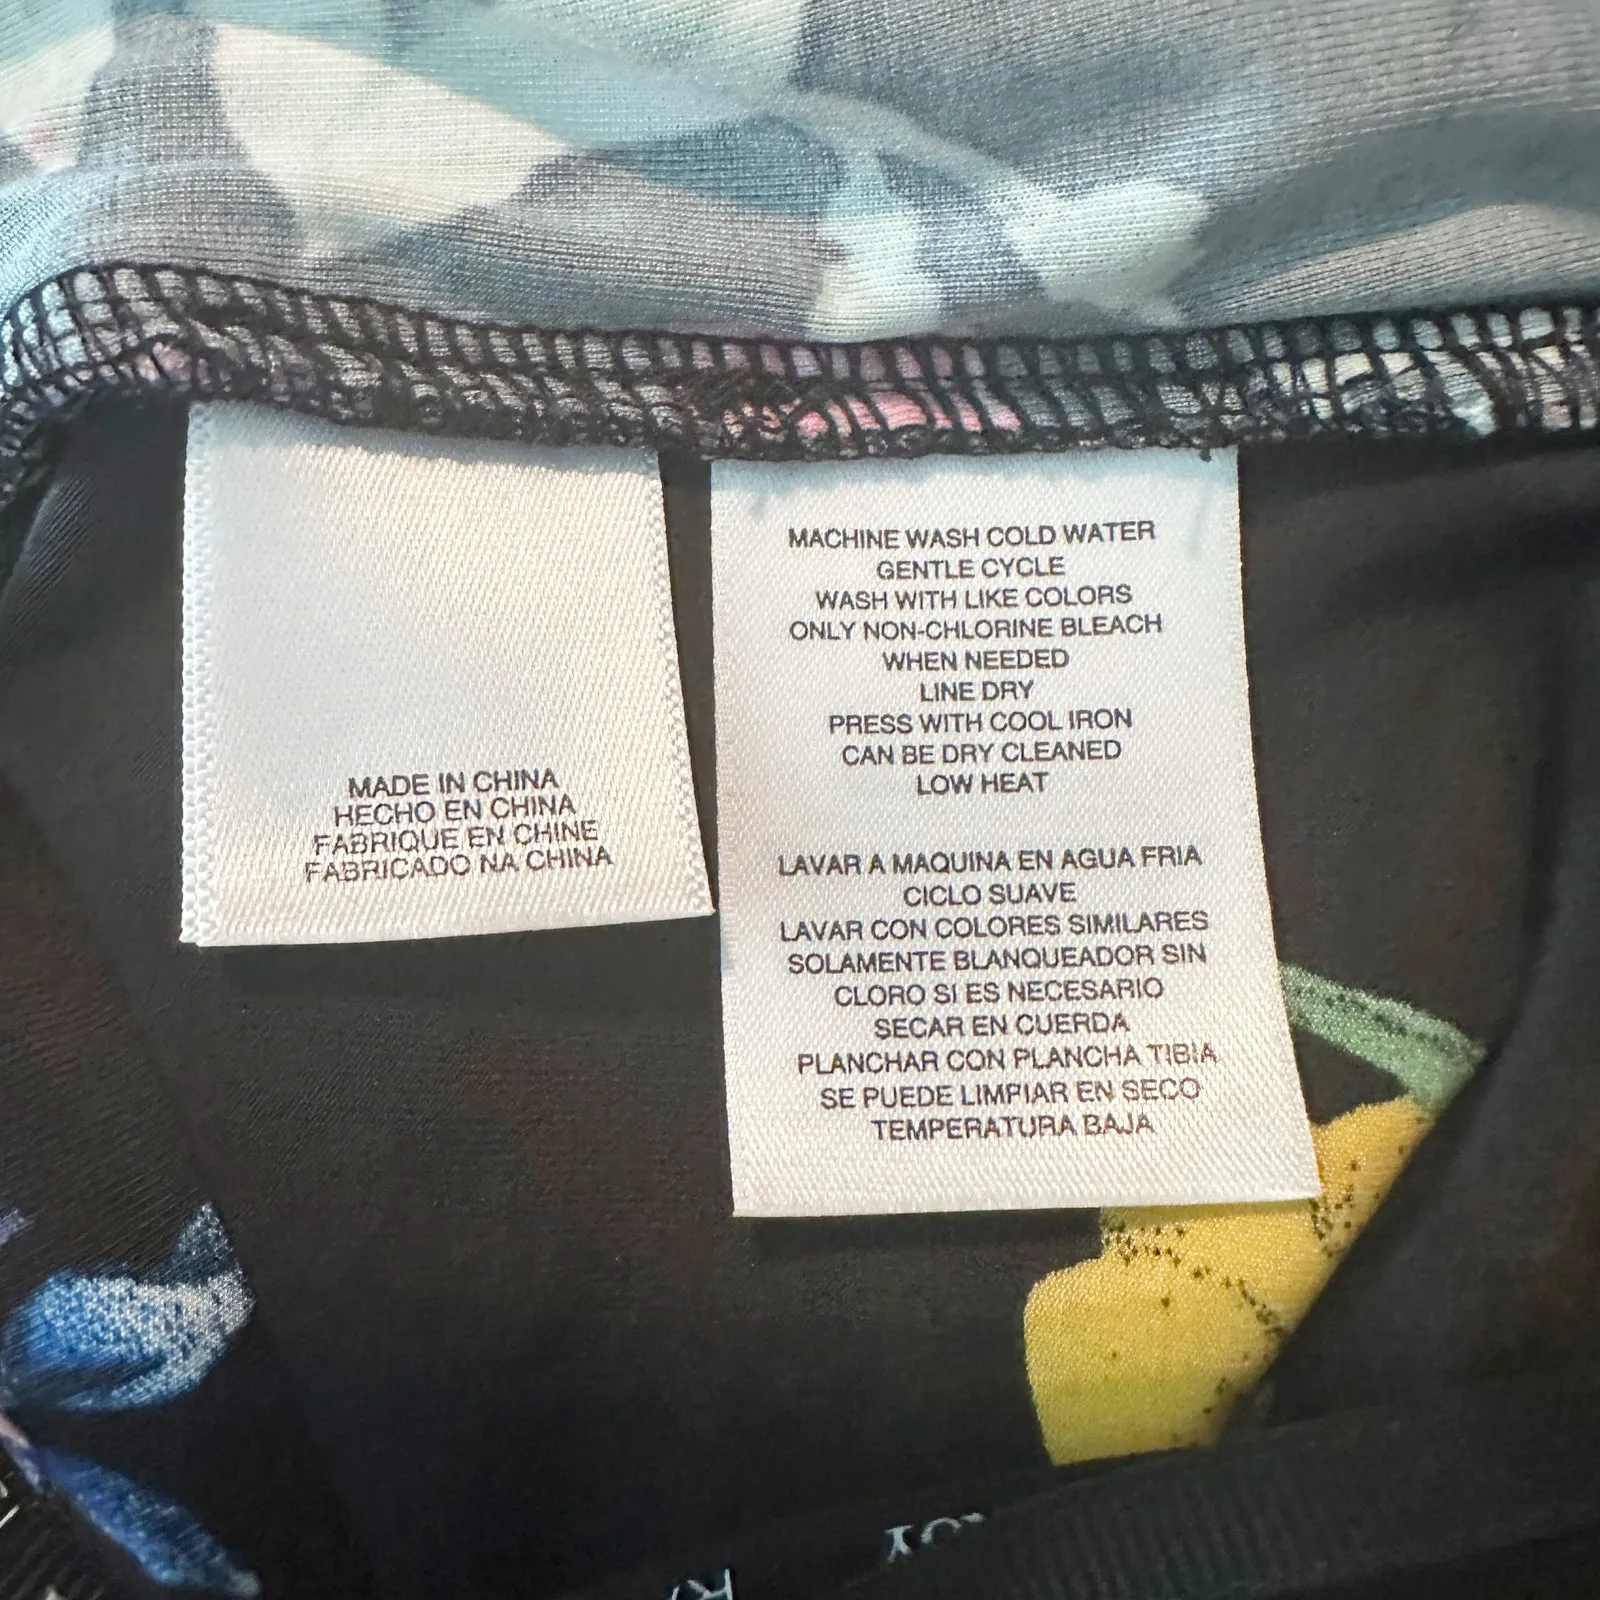 MADE IN CHINA
HECHO EN CHINA
FABRIQUE EN CHINE
FABRICADO NA CHINA
MACHINE WASH COLD WATER
GENTLE CYCLE
WASH WITH LIKE COLORS
ONLY NON-CHLORINE BLEACH
WHEN NEEDED
LINE DRY
PRESS WITH COOL IRON
CAN BE DRY CLEANED
LOW HEAT
LAVAR A MAQUINA EN AGUA FRIA
CICLO SUAVE
LAVAR CON COLORES SIMILARES
SOLAMENTE BLANQUEADOR SIN
CLORO SI ES NECESARIO
SECAR EN CUERDA
PLANCHAR CON PLANCHA TIBIA
SE PUEDE LIMPIAR EN SECO
TEMPERATURA BAJA